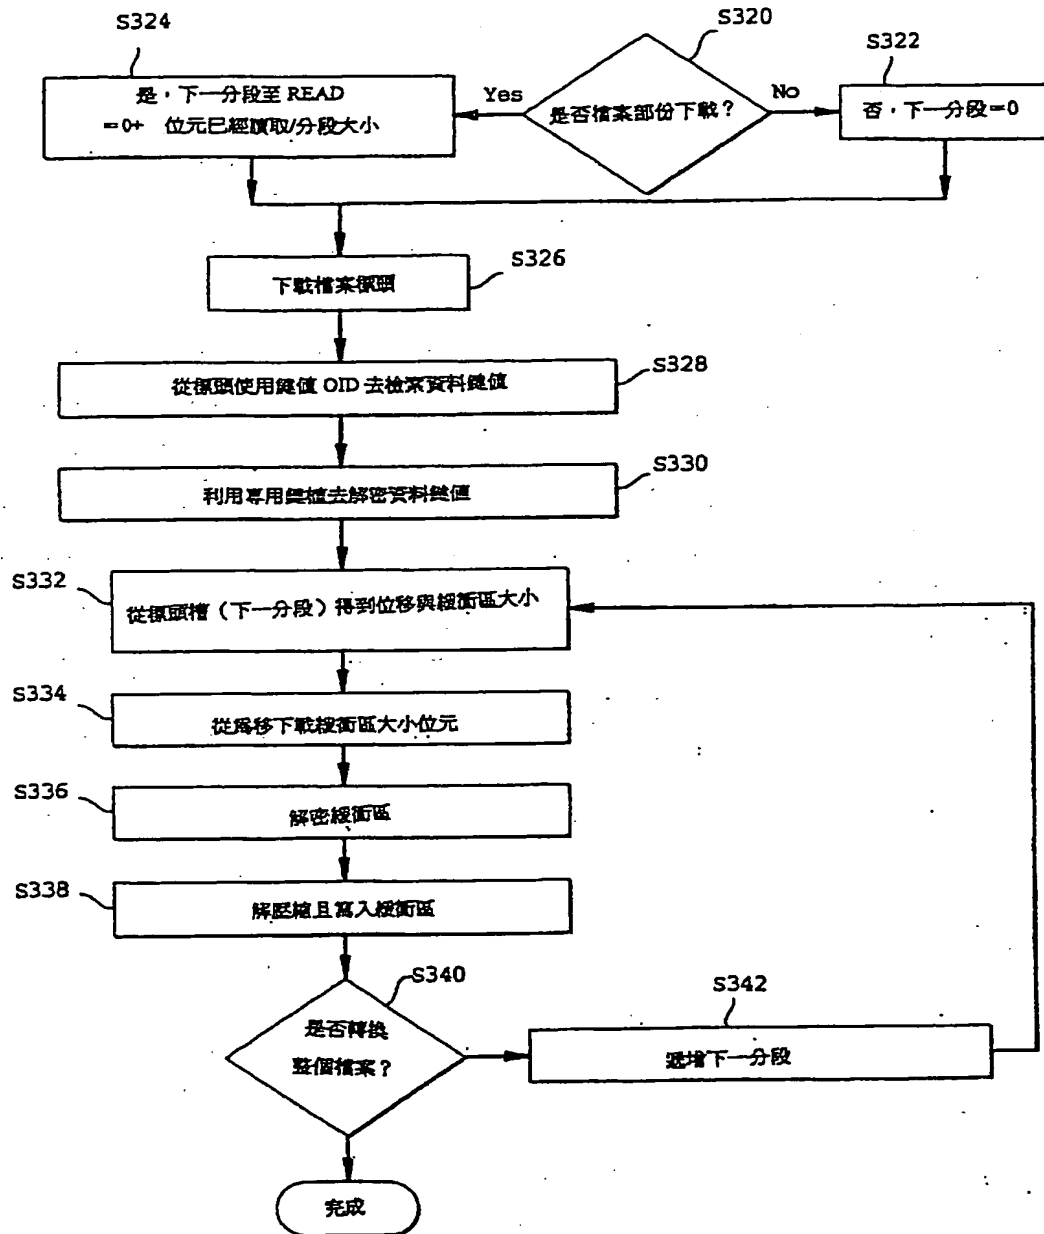 S324
S320
S322
是，下一分段至 READ
=0+ 位元已經讀取/分段大小
Yes
是否檔案部份下載？
No
否，下一分段=0
S326
下載檔案標頭
S328
從標頭使用鍵值 OID 去檢案資料鍵值
S330
利用專用鍵值去解密資料鍵值
S332
從標頭檔（下一分段）得到位移與緩衝區大小
S334
移下載緩衝區大小位元
S336
解密緩衝區
S338
解壓縮且寫入緩衝區
S340
是否轉換
整個檔案？
S342
遞增下一分段
完成